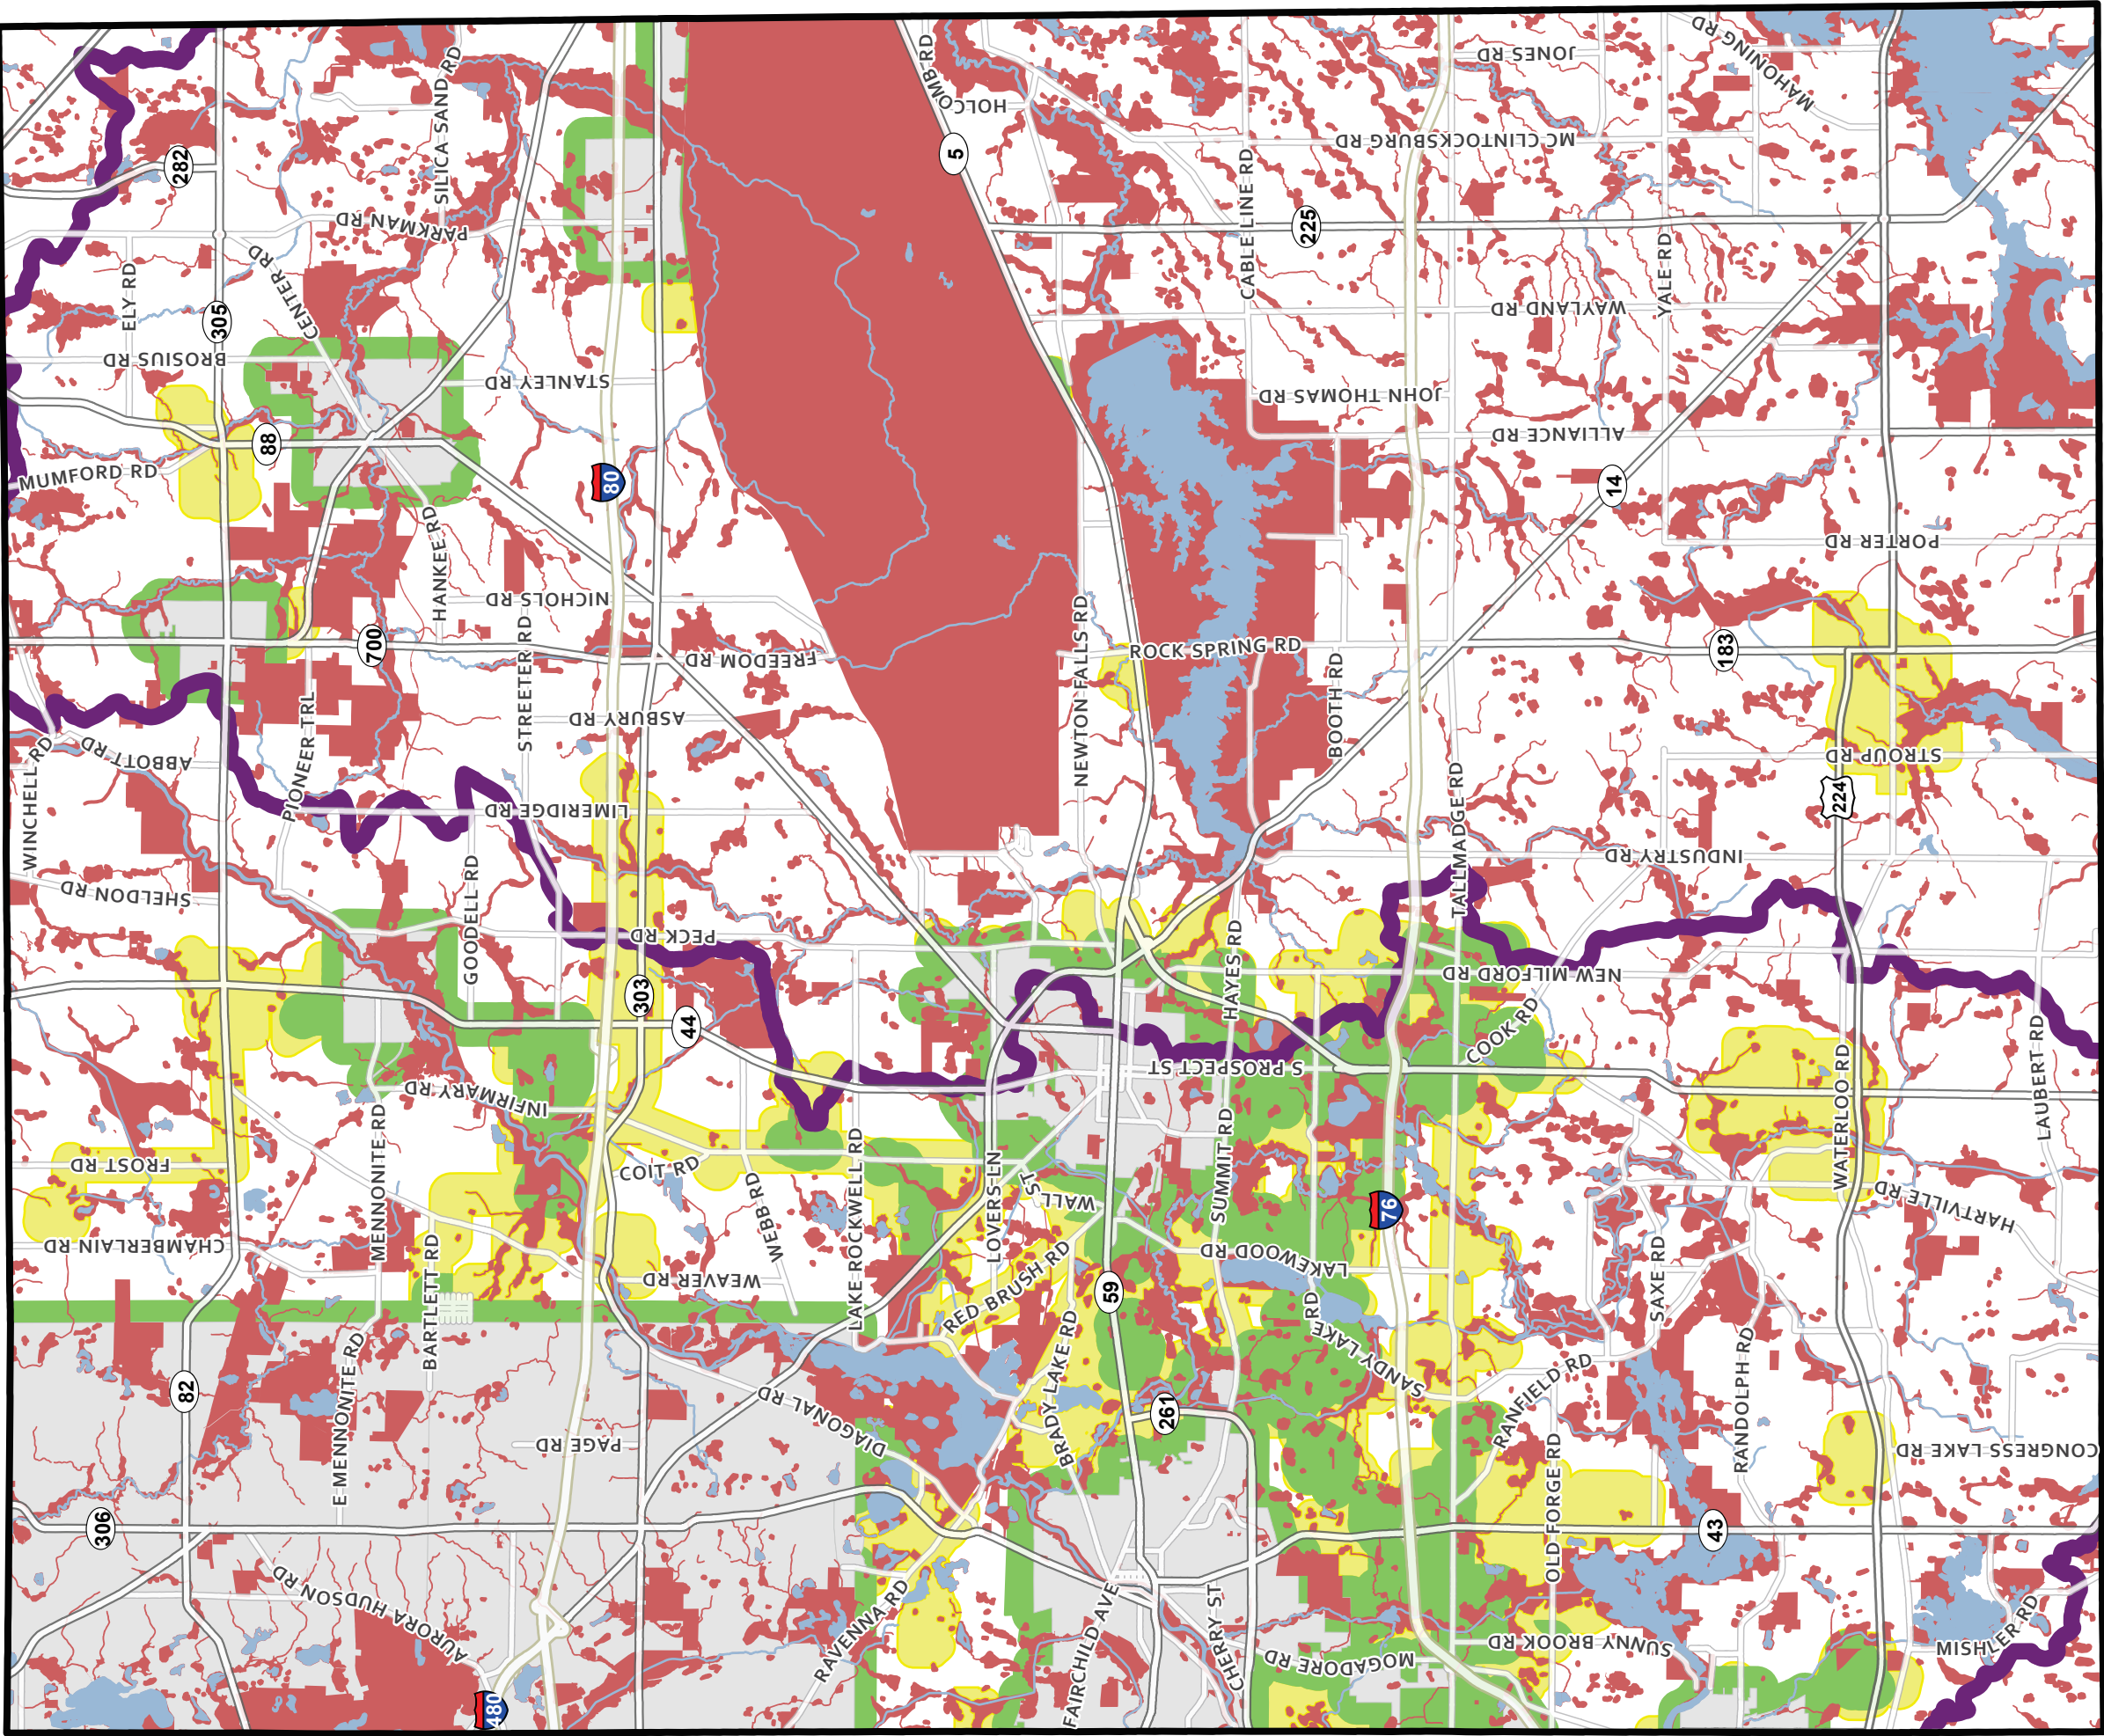 JONES RD
MAHONING RD
HOLCOMB RD
SILICA SAND RD
282
5
MC CLINTOCKSBURG RD
CABLE LINE RD
PARKMAN RD
225
ELY RD
CENTER RD
305
YALE RD
WAYLAND RD
BROSIUS RD
STANLEY RD
JOHN THOMAS RD
ALLIANCE RD
88
MUMFORD RD
80
14
HANKEE RD
PORTER RD
NICHOLS RD
700
STREETER RD
FREEDOM RD
NEWTON FALLS RD
ROCK SPRING RD
BOOTH RD
183
WINCHELL RD
ABBOTT RD
PIONEER TRL
ASBURY RD
STROUP RD
224
LIMERIDGE RD
TALLMADGE RD
INDUSTRY RD
SHELDON RD
GOODELL RD
PECK RD
HAYES RD
NEW MILFORD RD
303
44
COOK RD
S PROSPECT ST
LAUBERT RD
INFIRMARY RD
MENNONITE RD
WATERLOO RD
FROST RD
COIT RD
WEBB RD
LAKE ROCKWELL RD
LOVERS LN
WALL ST
SUMMIT RD
76
HARTVILLE RD
CHAMBERLAIN RD
BARTLETT RD
WEAVER RD
RED BRUSH RD
LAKEWOOD RD
59
SAXE RD
SANDY LAKE RD
BRADY LAKE RD
E MENNONITE RD
82
DIAGONAL RD
261
RANFIELD RD
RANDOLPH RD
PAGE RD
OLD FORGE RD
CONGRESS LAKE RD
306
43
AURORA HUDSON RD
RAVENNA RD
FAIRCHILD AVE
CHERRY ST
MOGADORE RD
SUNNY BROOK RD
MISHLER RD
480